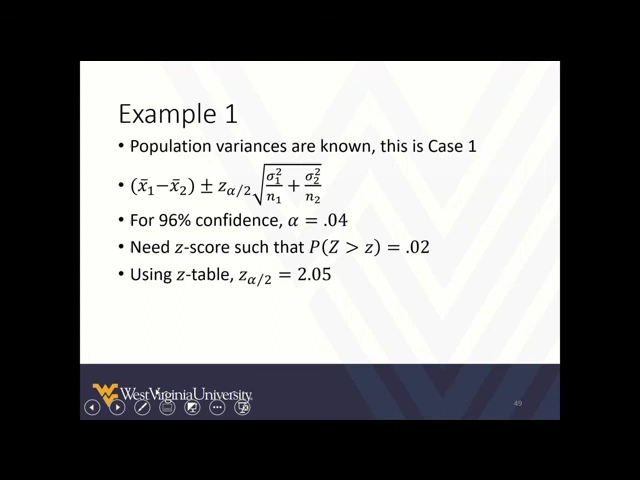 Example 1
• Population variances are known, this is Case 1
• (x̄₁−x̄₂) ± z_{α/2} √(σ₁²/n₁ + σ₂²/n₂)
• For 96% confidence, α = .04
• Need z-score such that P(Z > z) = .02
• Using z-table, z_{α/2} = 2.05
WestVirginiaUniversity
49